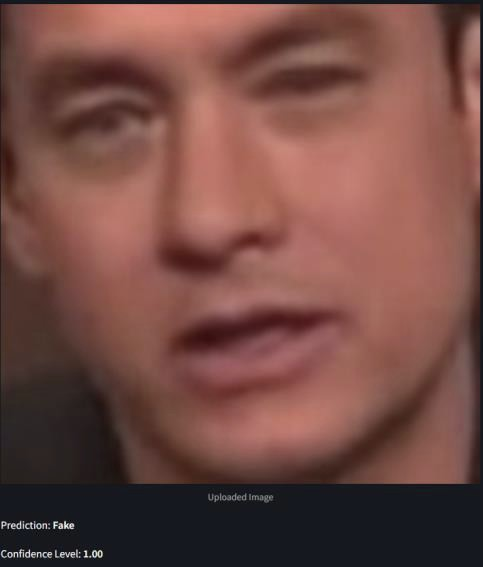 Uploaded Image
Prediction: Fake
Confidence Level: 1.00